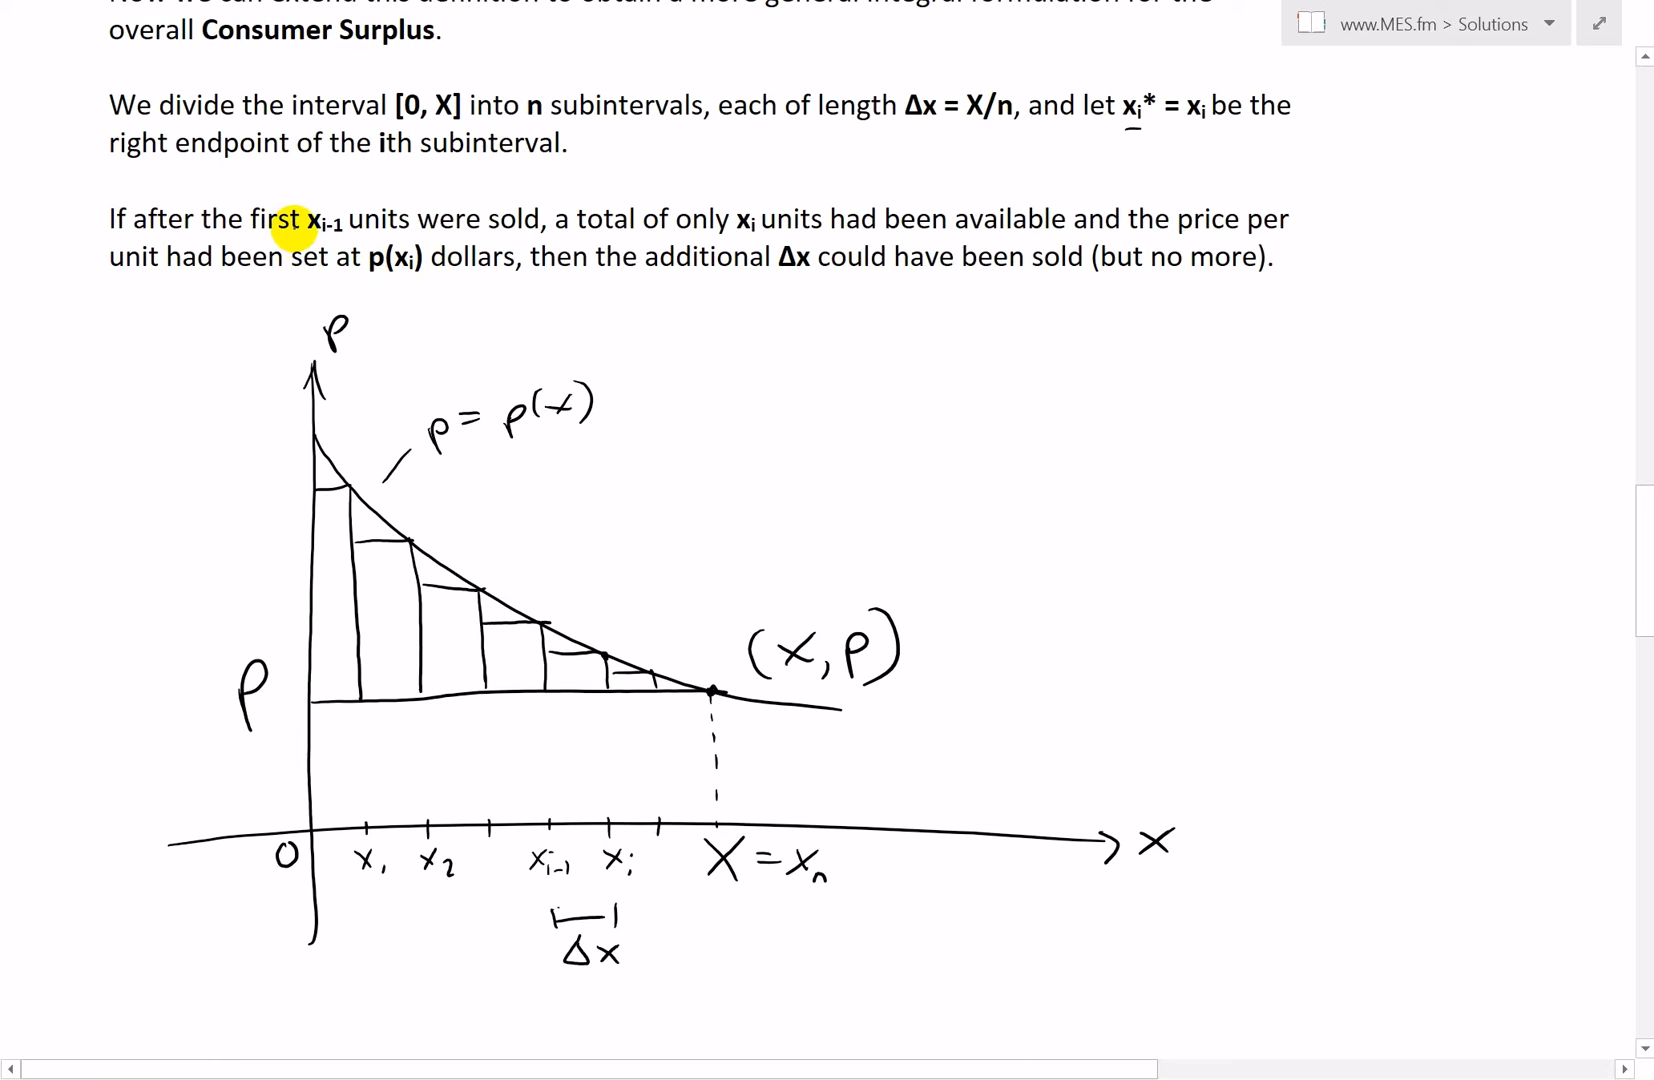 www.MES.fm > Solutions
overall Consumer Surplus.
We divide the interval [0, X] into n subintervals, each of length Δx = X/n, and let xᵢ* = xᵢ be the
right endpoint of the ith subinterval.
If after the first xᵢ₋₁ units were sold, a total of only xᵢ units had been available and the price per
unit had been set at p(xᵢ) dollars, then the additional Δx could have been sold (but no more).
P
p = p(x)
(X, P)
P
0 x₁ x₂ xᵢ₋₁ xᵢ X = xₙ x
Δx